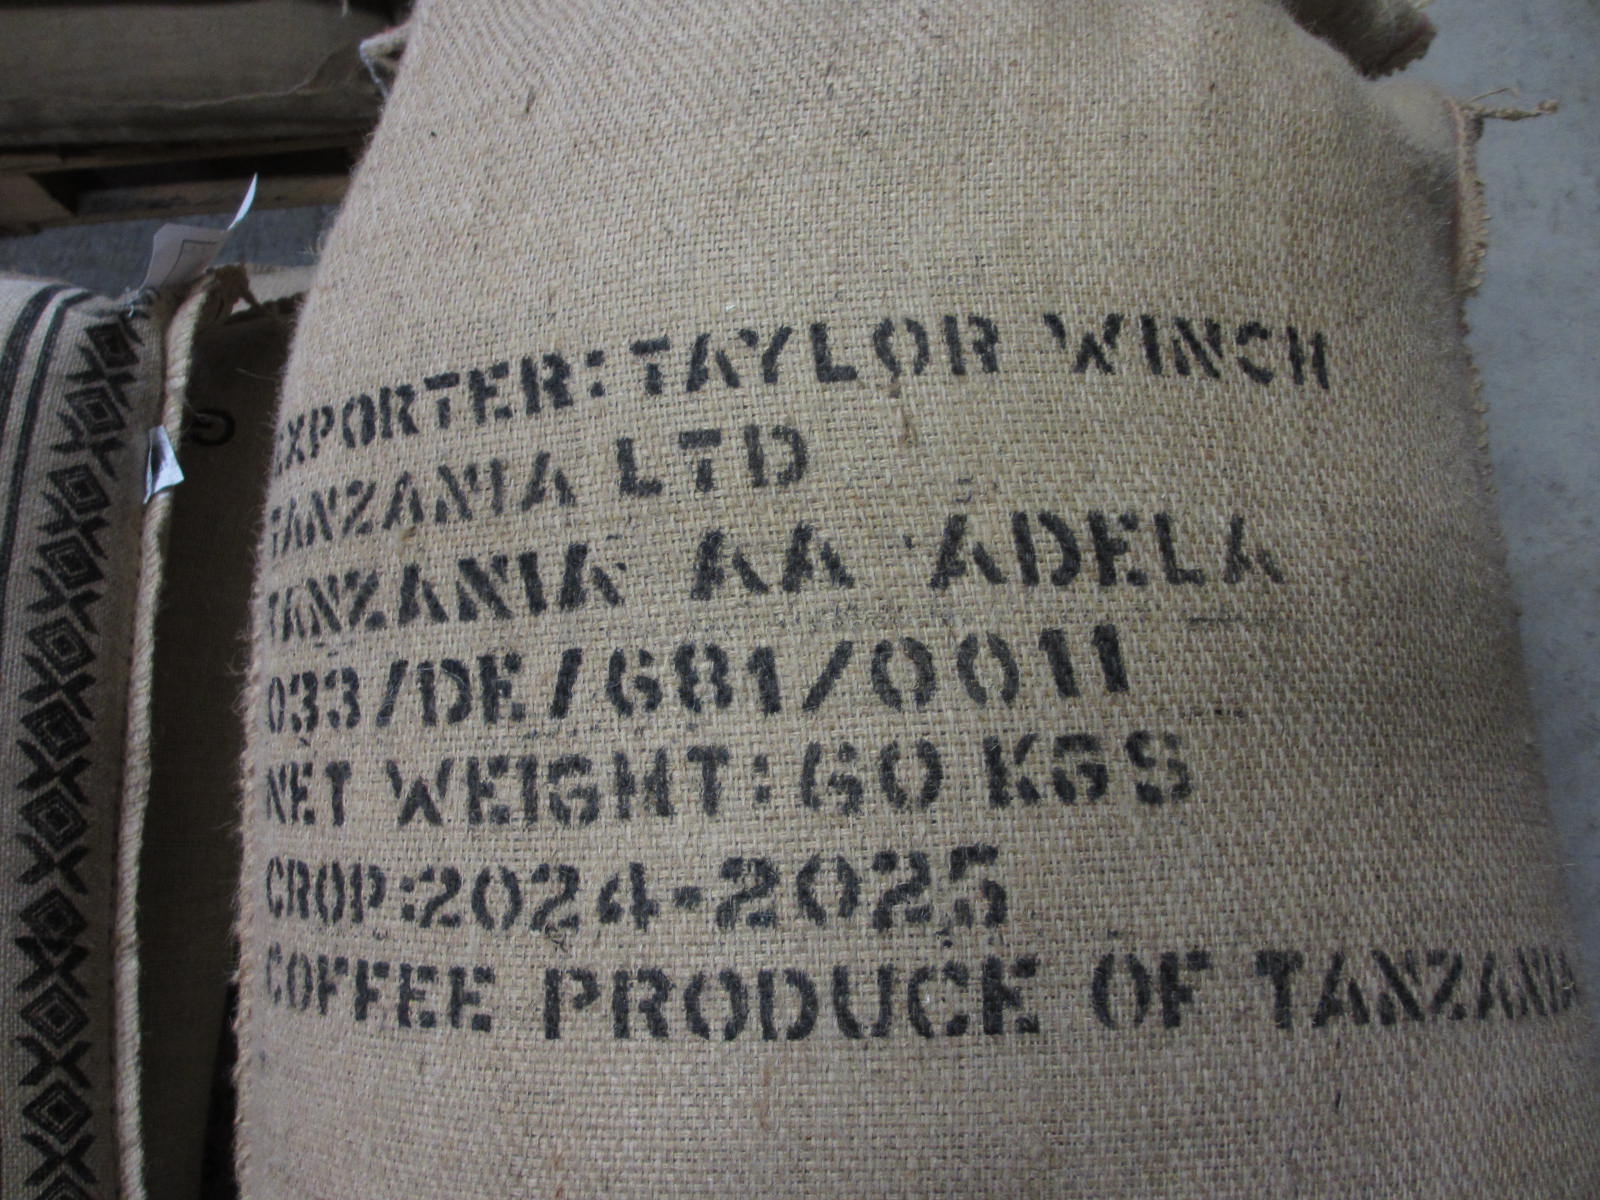 EXPORTER:TAYLOR WINCH
TANZANIA LTD
TANZANIA AA ADELA
033/DE/681/0011
NET WEIGHT:60 KGS
CROP:2024-2025
COFFEE PRODUCE OF TANZANIA